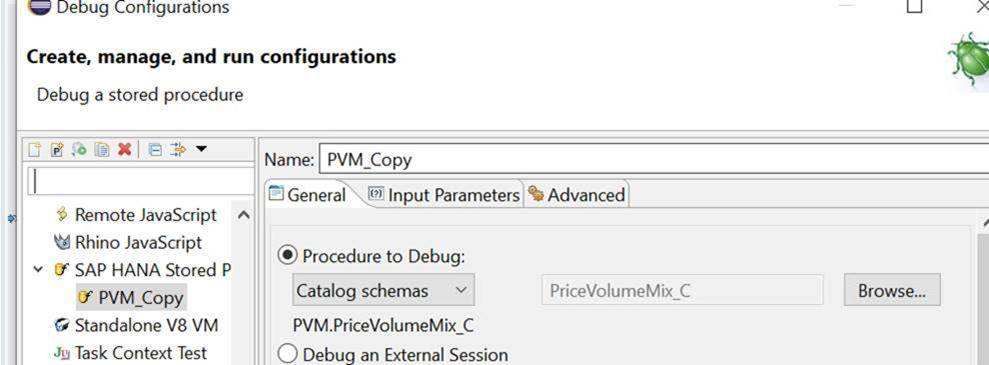 Debug Configurations
Create, manage, and run configurations
Debug a stored procedure
Name: PVM_Copy
General Input Parameters Advanced
Remote JavaScript
Rhino JavaScript
SAP HANA Stored P
PVM_Copy
Standalone V8 VM
Task Context Test
Procedure to Debug:
Catalog schemas PriceVolumeMix_C Browse...
PVM.PriceVolumeMix_C
Debug an External Session